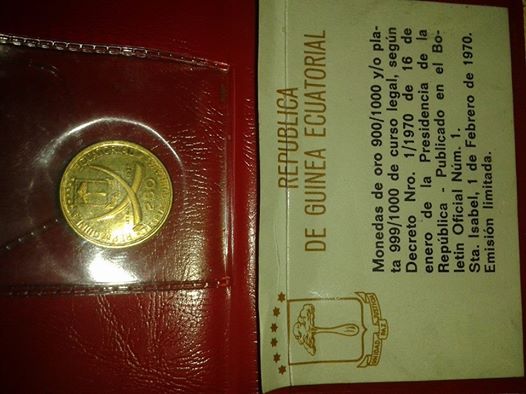 REPUBLICA
DE GUINEA ECUATORIAL
Monedas de oro 900/1000 y/o pla-
ta 999/1000 de curso legal, según
Decreto Nro. 1/1970 de 16 de
enero de la Presidencia de la
República - Publicado en el Bo-
letín Oficial Núm. 1.
Sta. Isabel, 1 de Febrero de 1970.
Emisión limitada.